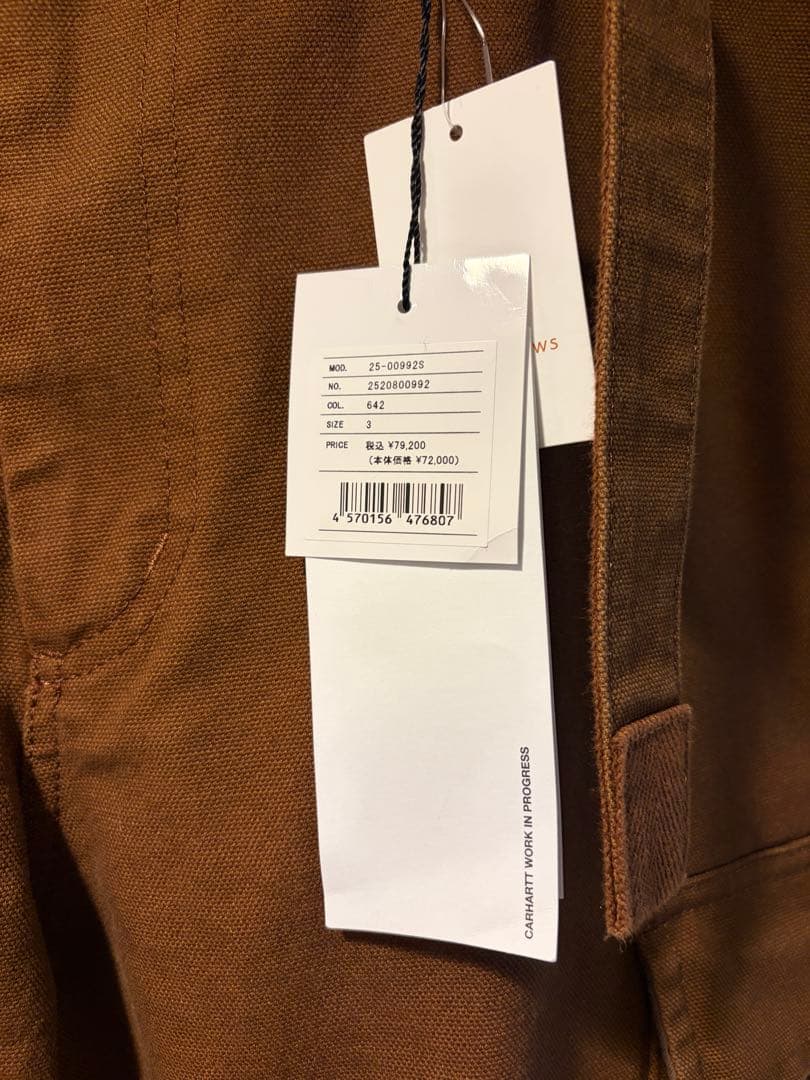 WS
MOD. 25-00992S
NO. 2520800992
COL. 642
SIZE 3
PRICE 税込 ¥79,200
(本体価格 ¥72,000)
4 570156 476807
CARHARTT WORK IN PROGRESS